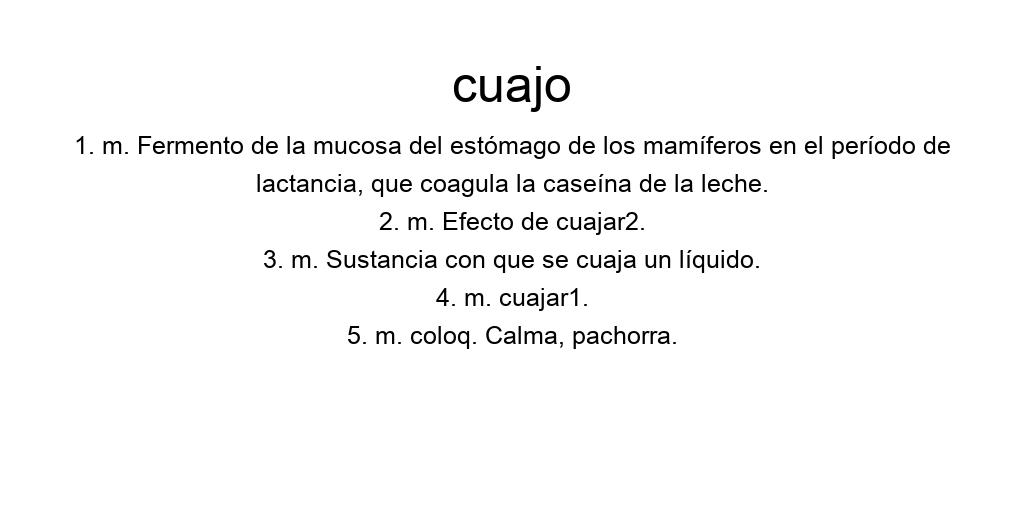 cuajo
1. m. Fermento de la mucosa del estómago de los mamíferos en el período de
lactancia, que coagula la caseína de la leche.
2. m. Efecto de cuajar2.
3. m. Sustancia con que se cuaja un líquido.
4. m. cuajar1.
5. m. coloq. Calma, pachorra.